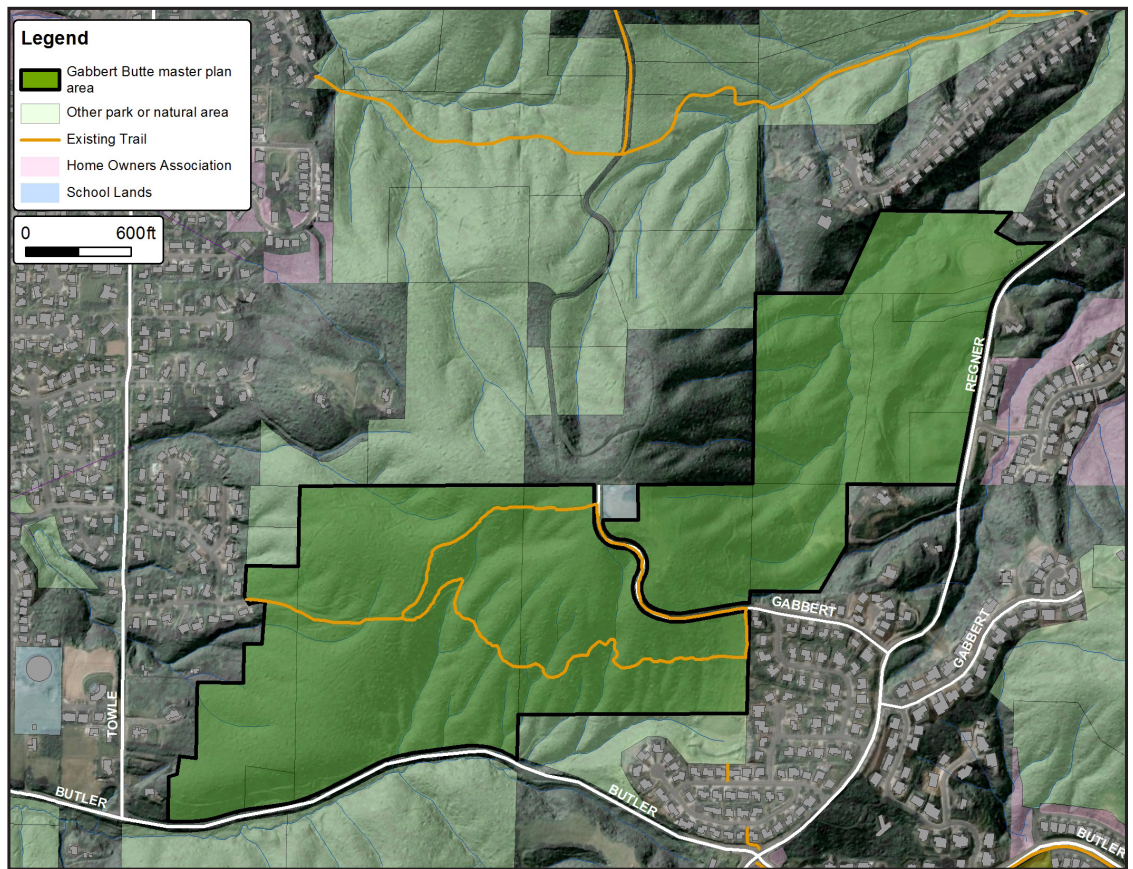 Legend
Gabbert Butte master plan
area
Other park or natural area
Existing Trail
Home Owners Association
School Lands
0 600ft
REGNER
GABBERT
GABBERT
TOWLE
BUTLER
BUTLER
BUTLER